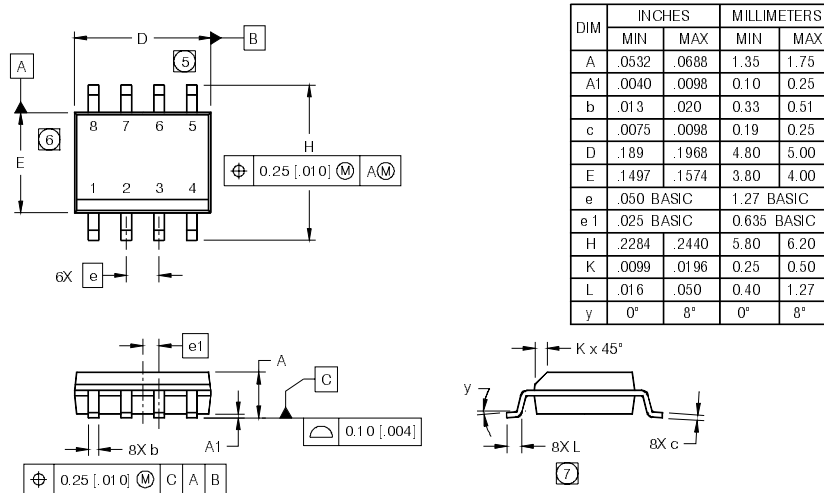 D
B
5
A
8 7 6 5
6
E
H
⌖ 0.25 [.010] Ⓜ AⓂ
1 2 3 4
6X e
DIM INCHES MILLIMETERS
MIN MAX MIN MAX
A .0532 .0688 1.35 1.75
A1 .0040 .0098 0.10 0.25
b .013 .020 0.33 0.51
c .0075 .0098 0.19 0.25
D .189 .1968 4.80 5.00
E .1497 .1574 3.80 4.00
e .050 BASIC 1.27 BASIC
e1 .025 BASIC 0.635 BASIC
H .2284 .2440 5.80 6.20
K .0099 .0196 0.25 0.50
L .016 .050 0.40 1.27
y 0° 8° 0° 8°
e1
A
C
8X b
A1
⌓ 0.10 [.004]
⌖ 0.25 [.010] Ⓜ C A B
K x 45°
y
8X L
8X c
7